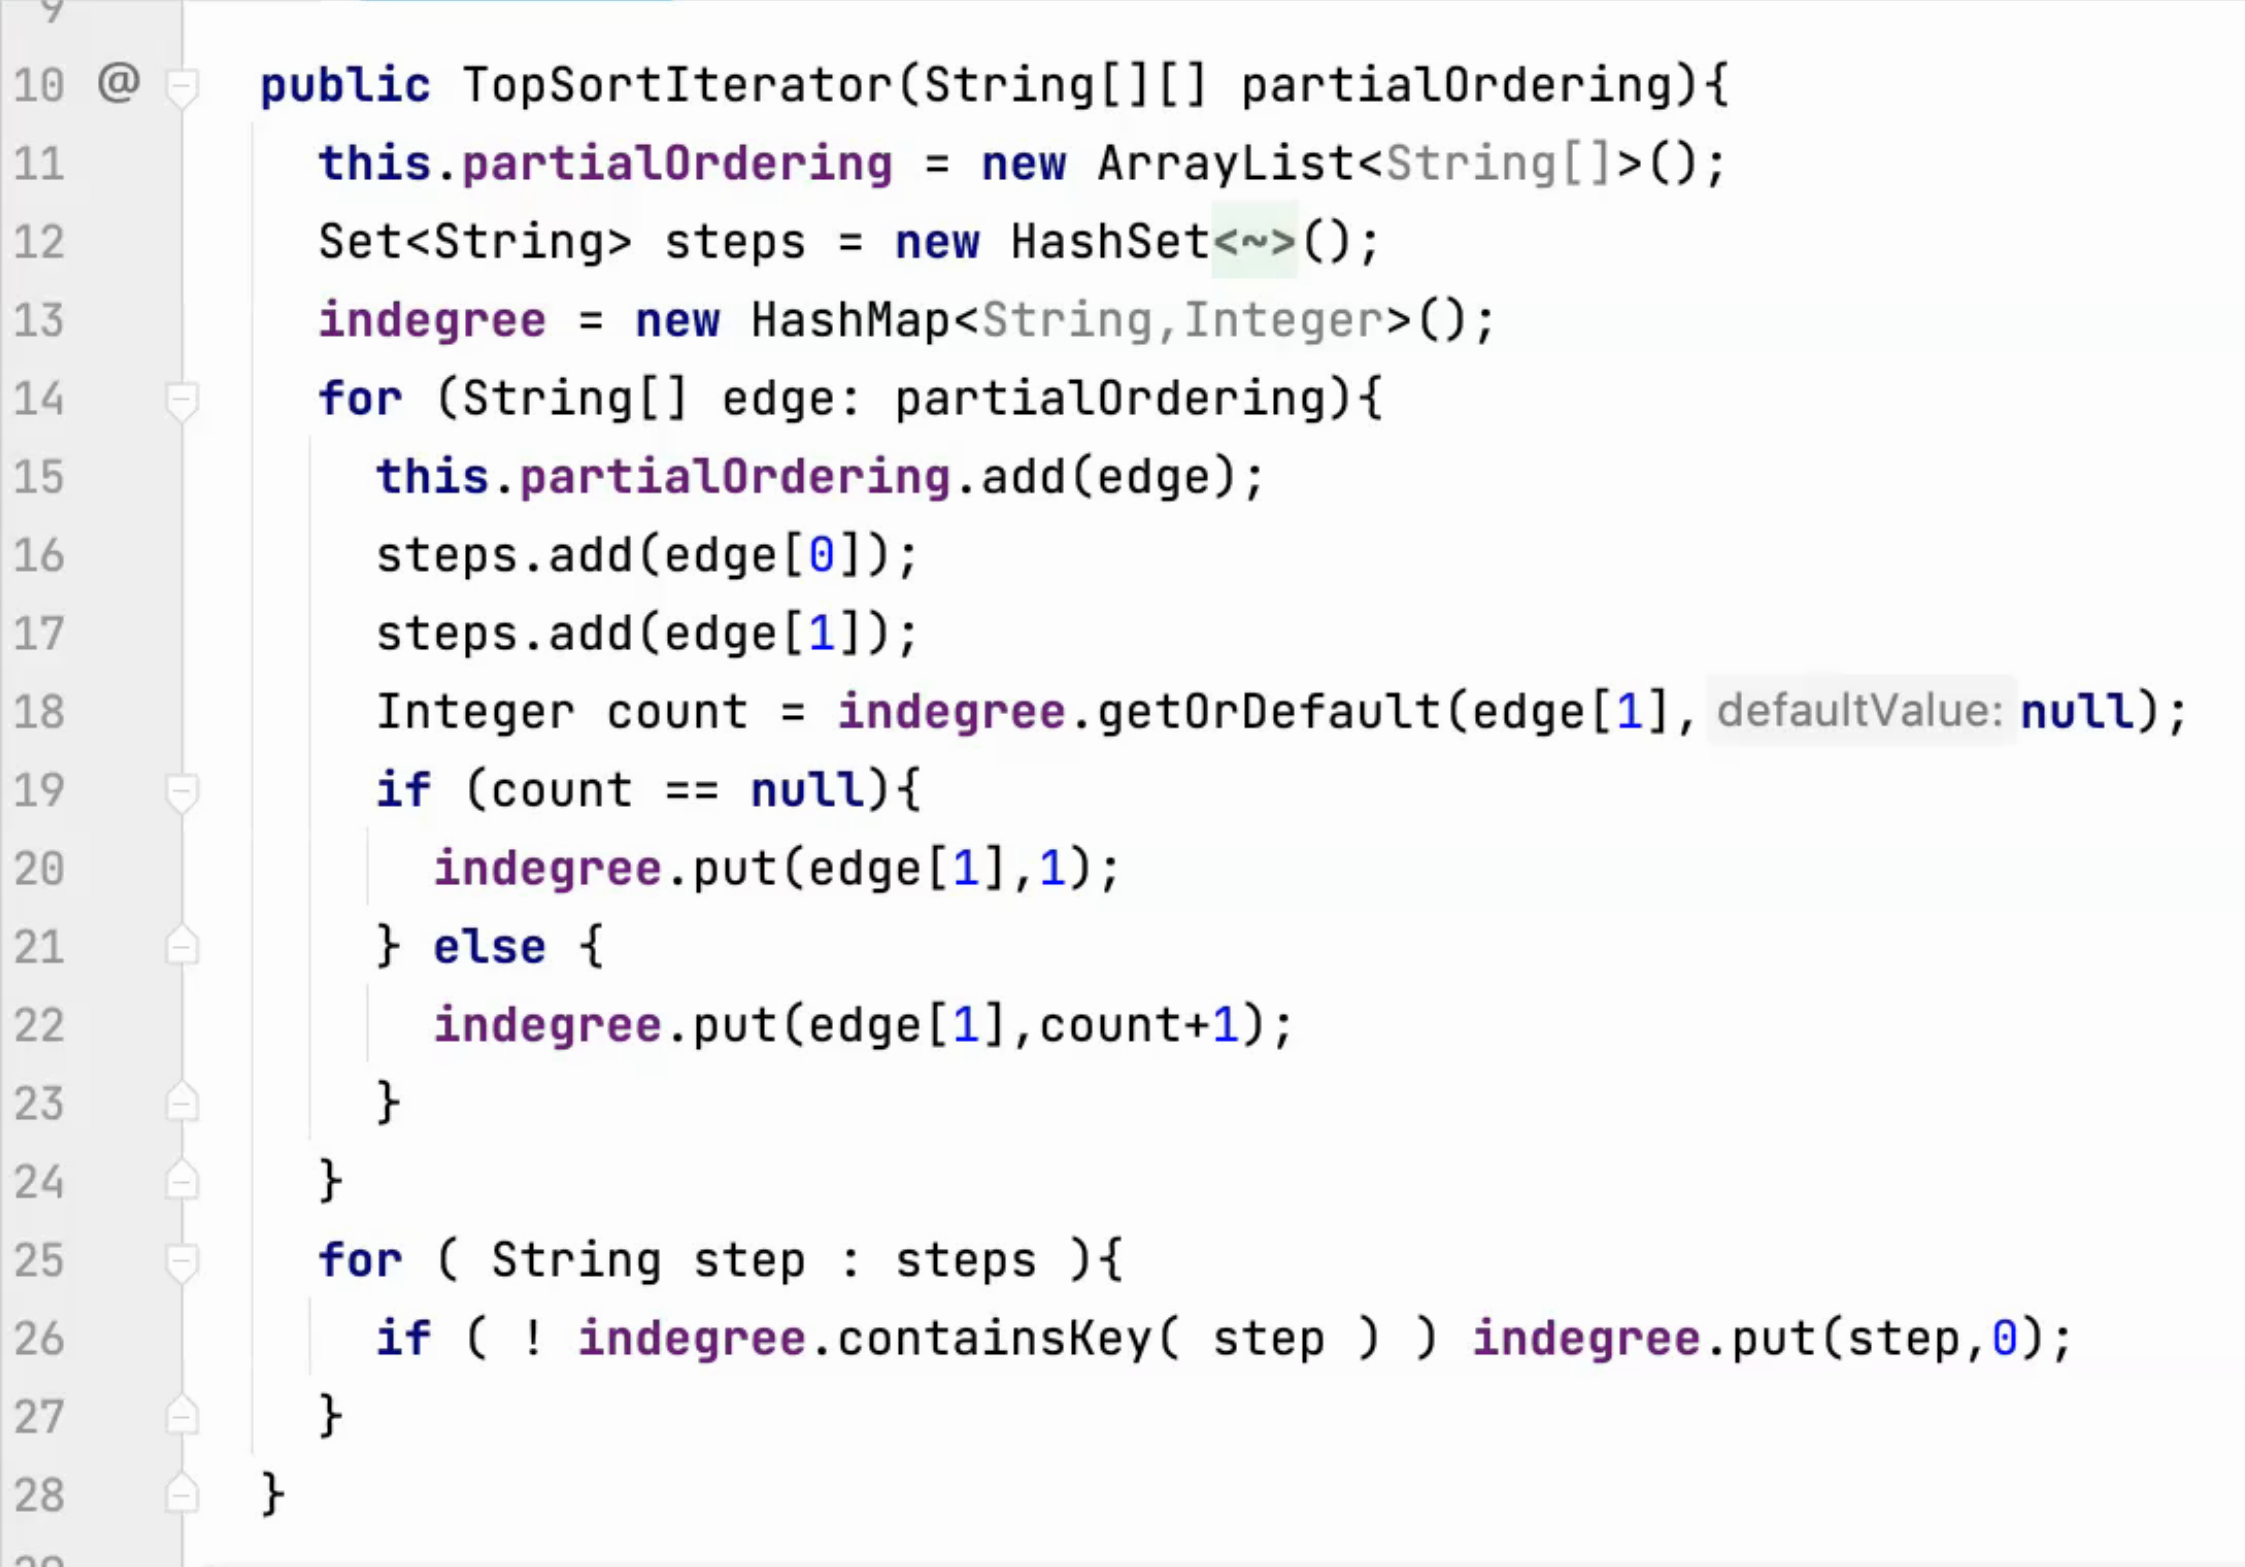 9
10 @ public TopSortIterator(String[][] partialOrdering){
11 this.partialOrdering = new ArrayList<String[]>();
12 Set<String> steps = new HashSet<~>();
13 indegree = new HashMap<String,Integer>();
14 for (String[] edge: partialOrdering){
15 this.partialOrdering.add(edge);
16 steps.add(edge[0]);
17 steps.add(edge[1]);
18 Integer count = indegree.getOrDefault(edge[1], defaultValue: null);
19 if (count == null){
20 indegree.put(edge[1],1);
21 } else {
22 indegree.put(edge[1],count+1);
23 }
24 }
25 for ( String step : steps ){
26 if ( ! indegree.containsKey( step ) ) indegree.put(step,0);
27 }
28 }
29